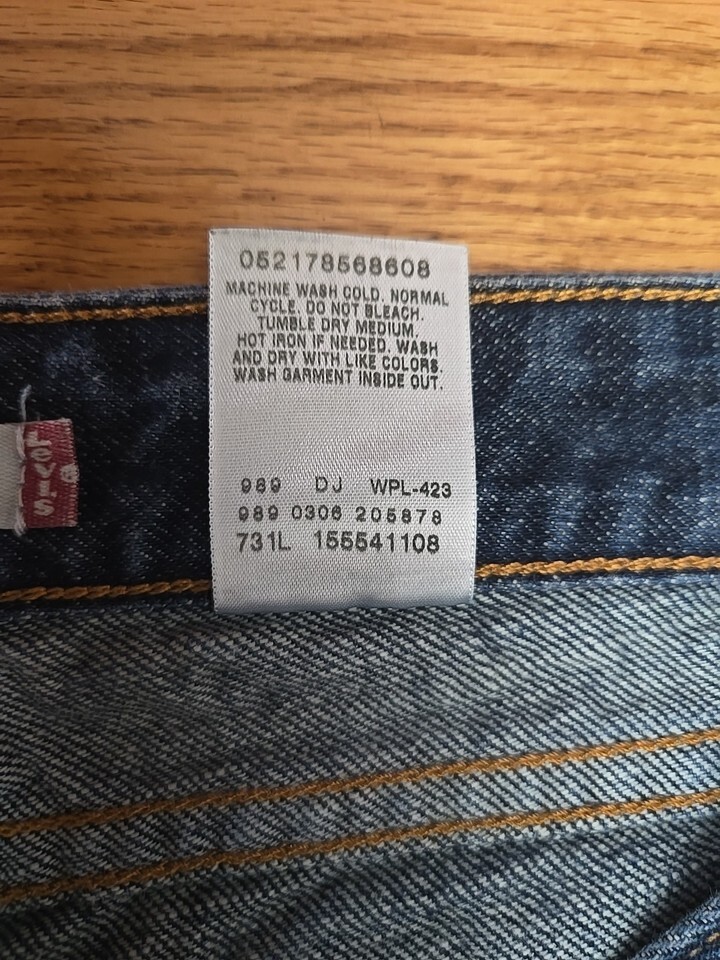 052178568608
MACHINE WASH COLD. NORMAL
CYCLE. DO NOT BLEACH.
TUMBLE DRY MEDIUM.
HOT IRON IF NEEDED. WASH
AND DRY WITH LIKE COLORS.
WASH GARMENT INSIDE OUT.
989 DJ WPL-423
989 0306 205878
731L 155541108
LEVI'S
®